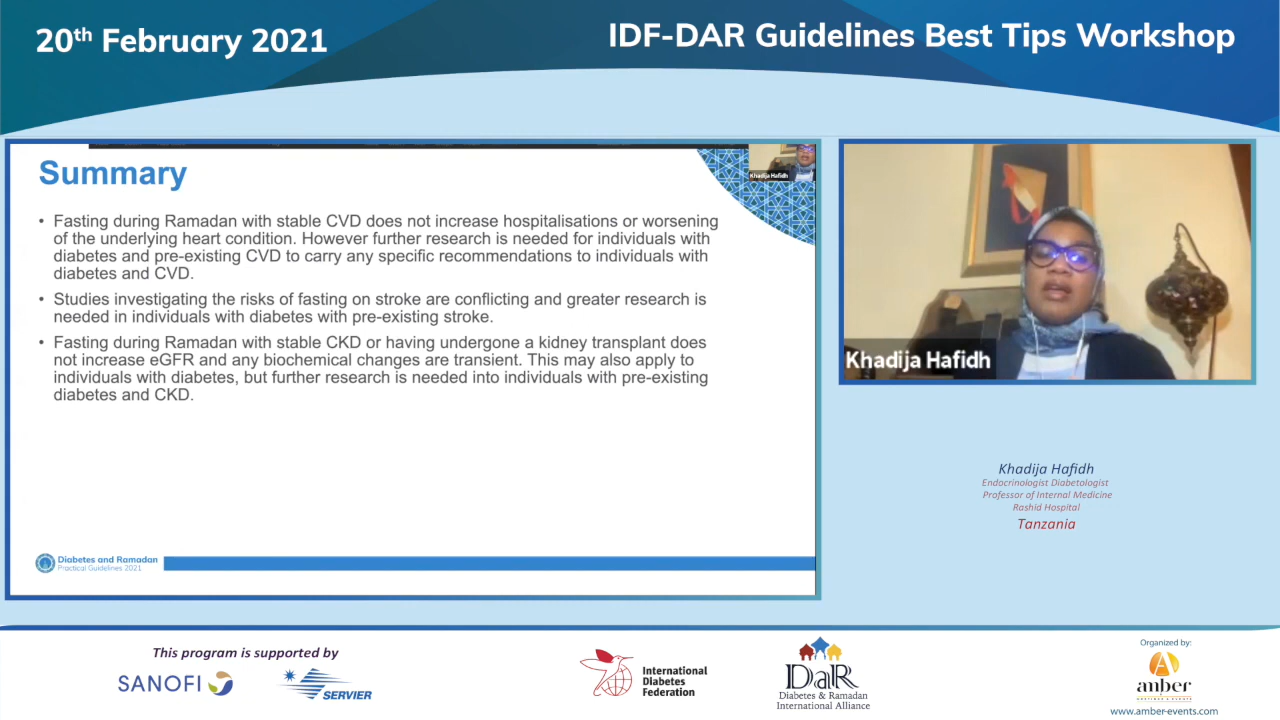 20th February 2021
IDF-DAR Guidelines Best Tips Workshop
Summary
Khadija Hafidh
• Fasting during Ramadan with stable CVD does not increase hospitalisations or worsening
of the underlying heart condition. However further research is needed for individuals with
diabetes and pre-existing CVD to carry any specific recommendations to individuals with
diabetes and CVD.
• Studies investigating the risks of fasting on stroke are conflicting and greater research is
needed in individuals with diabetes with pre-existing stroke.
• Fasting during Ramadan with stable CKD or having undergone a kidney transplant does
not increase eGFR and any biochemical changes are transient. This may also apply to
individuals with diabetes, but further research is needed into individuals with pre-existing
diabetes and CKD.
Diabetes and Ramadan
Practical Guidelines 2021
Khadija Hafidh
Khadija Hafidh
Endocrinologist Diabetologist
Professor of Internal Medicine
Rashid Hospital
Tanzania
This program is supported by
SANOFI
SERVIER
International
Diabetes
Federation
DaR
Diabetes & Ramadan
International Alliance
Organized by:
anber
www.amber-events.com